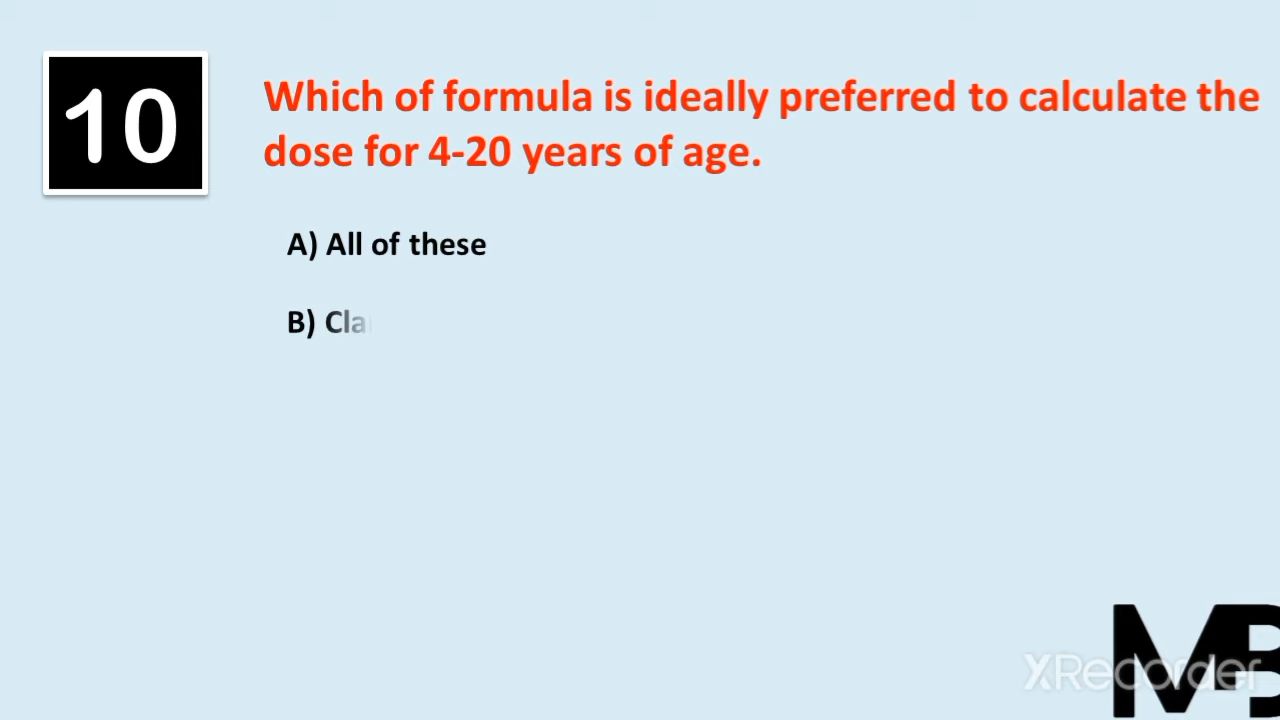 10
Which of formula is ideally preferred to calculate the
dose for 4-20 years of age.
A) All of these
B) Cla
MB
XRecorder